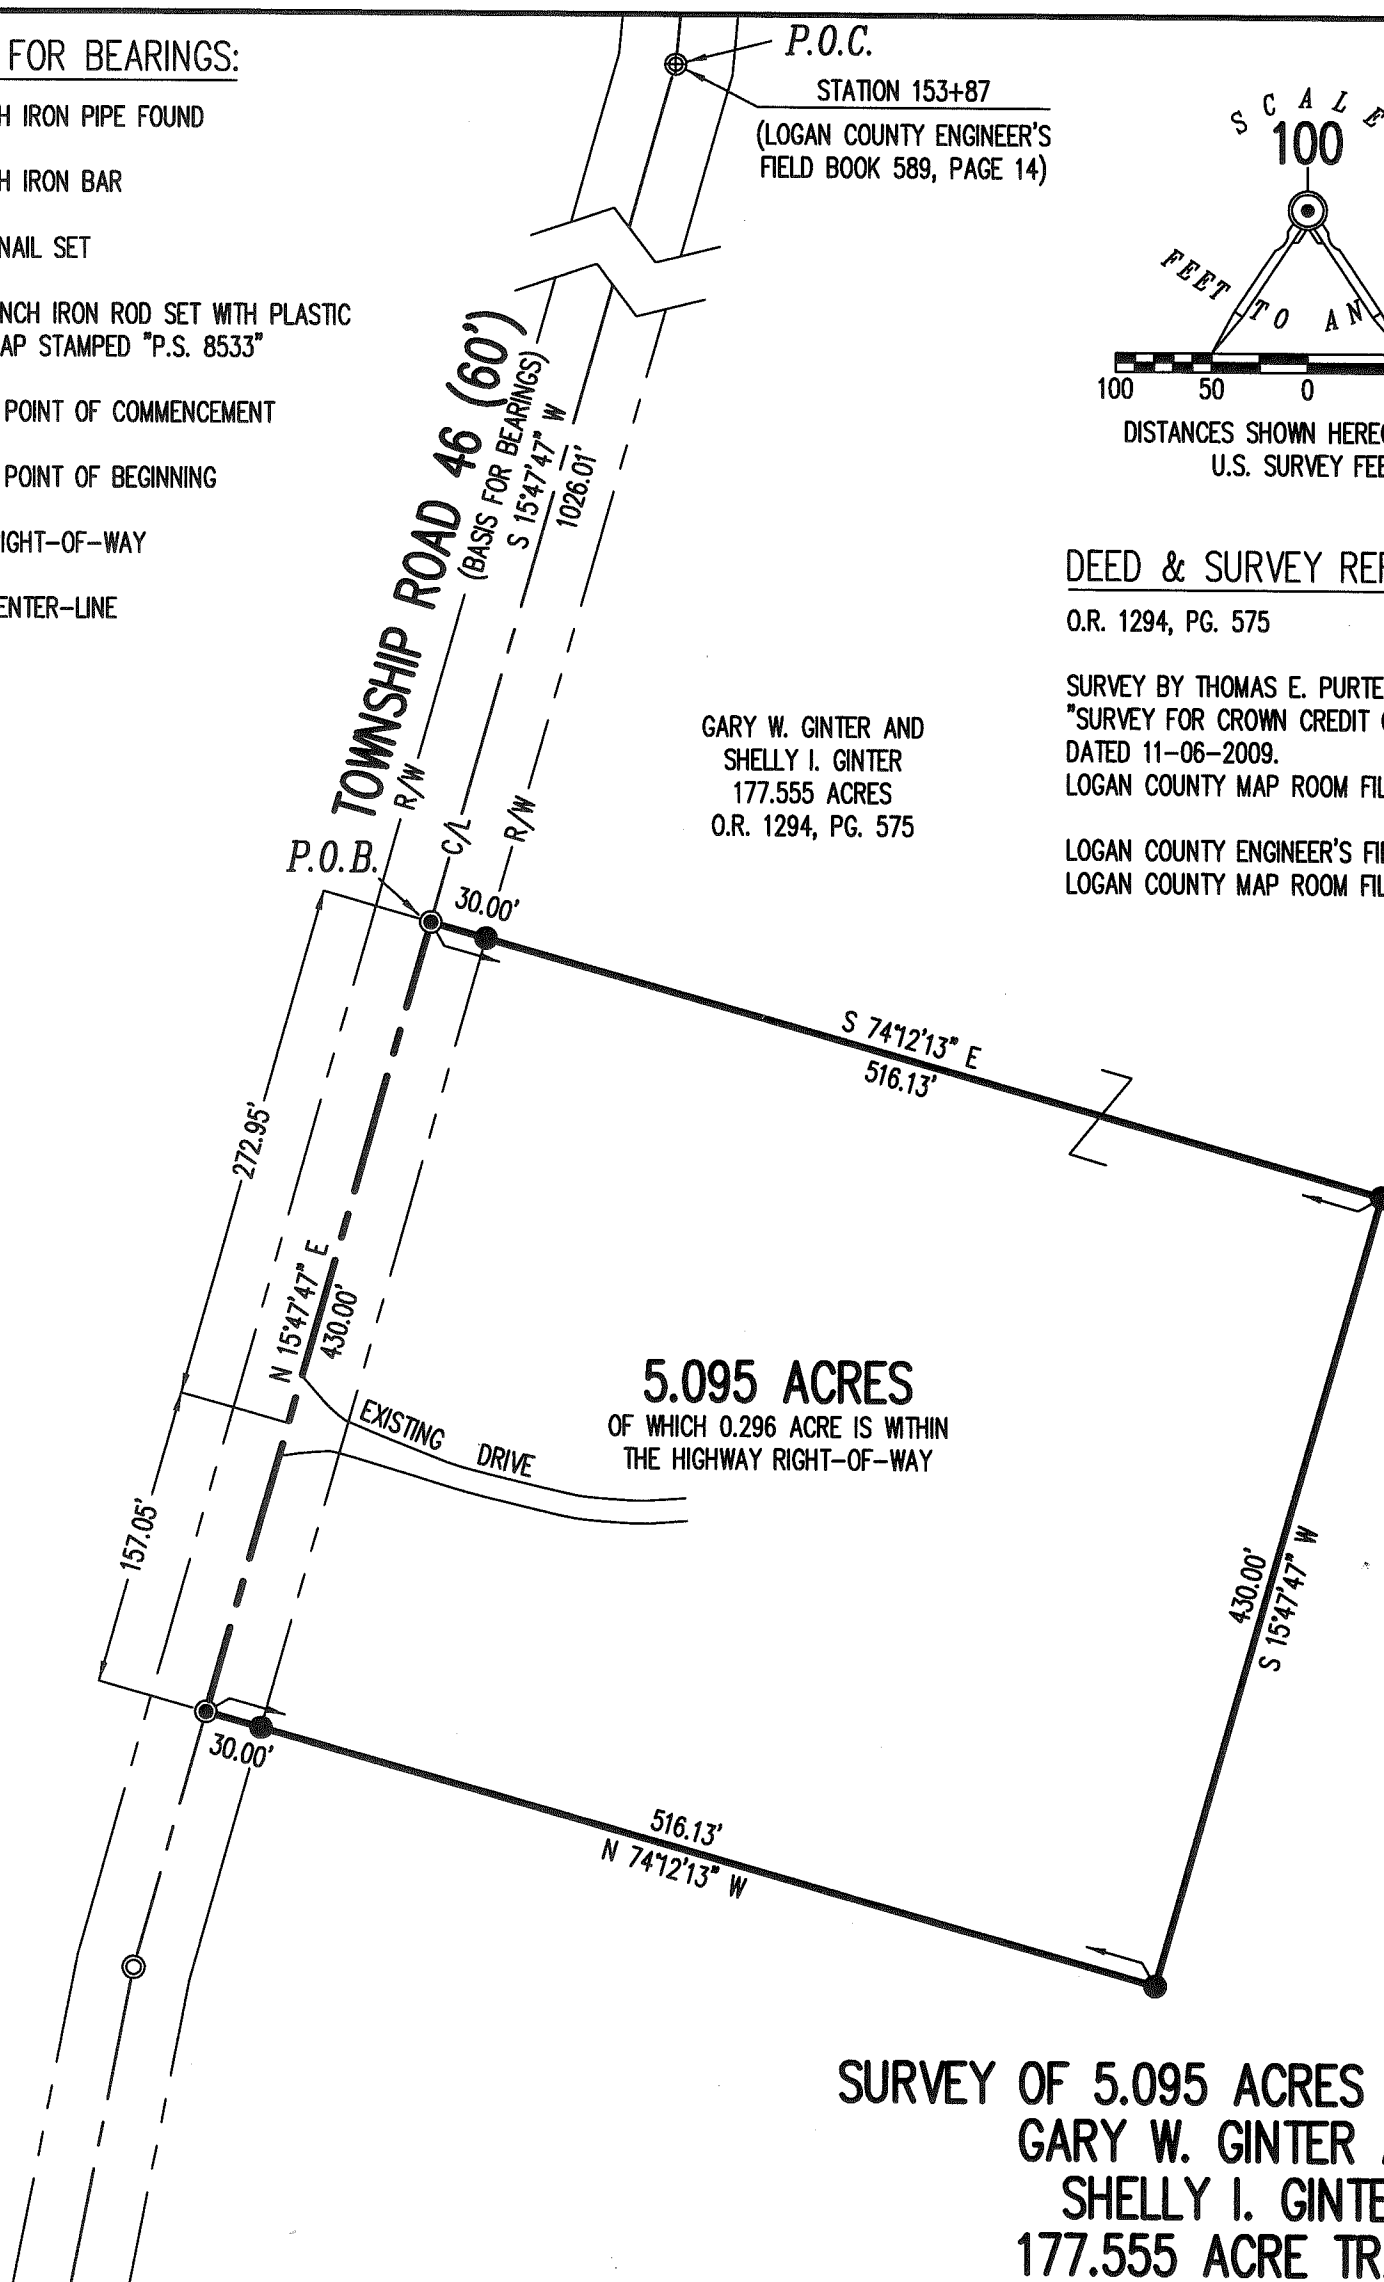 FOR BEARINGS:
H IRON PIPE FOUND
H IRON BAR
NAIL SET
NCH IRON ROD SET WITH PLASTIC
AP STAMPED "P.S. 8533"
POINT OF COMMENCEMENT
POINT OF BEGINNING
IGHT-OF-WAY
ENTER-LINE
P.O.C.
STATION 153+87
(LOGAN COUNTY ENGINEER'S
FIELD BOOK 589, PAGE 14)
SCALE
100
FEET TO AN
100 50 0
DISTANCES SHOWN HEREO
U.S. SURVEY FEE
DEED & SURVEY REF
O.R. 1294, PG. 575
SURVEY BY THOMAS E. PURTE
"SURVEY FOR CROWN CREDIT C
DATED 11-06-2009.
LOGAN COUNTY MAP ROOM FIL
LOGAN COUNTY ENGINEER'S FI
LOGAN COUNTY MAP ROOM FIL
TOWNSHIP ROAD 46 (60')
(BASIS FOR BEARINGS)
S 15°47'47" W
1026.01'
R/W
C/L
R/W
GARY W. GINTER AND
SHELLY I. GINTER
177.555 ACRES
O.R. 1294, PG. 575
P.O.B.
30.00'
S 74°12'13" E
516.13'
272.95'
N 15°47'47" E
430.00'
5.095 ACRES
OF WHICH 0.296 ACRE IS WITHIN
THE HIGHWAY RIGHT-OF-WAY
EXISTING DRIVE
157.05'
430.00'
S 15°47'47" W
30.00'
516.13'
N 74°12'13" W
SURVEY OF 5.095 ACRES
GARY W. GINTER
SHELLY I. GINTE
177.555 ACRE TR